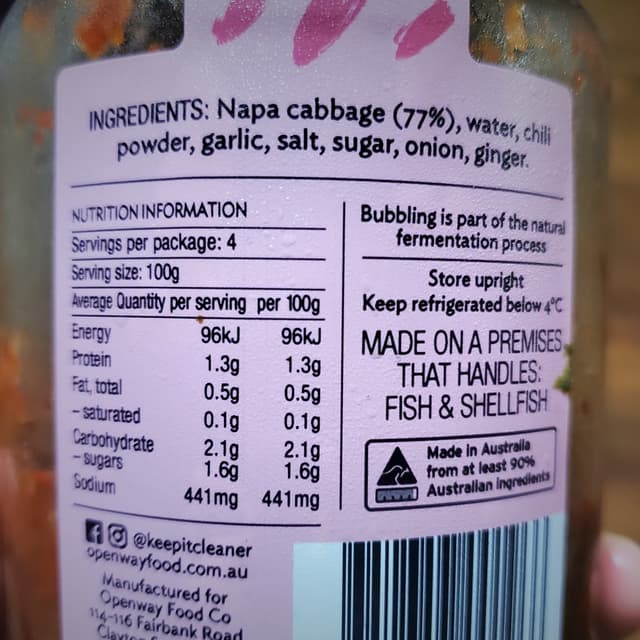 INGREDIENTS: Napa cabbage (77%), water, chili
powder, garlic, salt, sugar, onion, ginger.
NUTRITION INFORMATION
Servings per package: 4
Serving size: 100g
Average Quantity per serving per 100g
Energy 96kJ 96kJ
Protein 1.3g 1.3g
Fat, total 0.5g 0.5g
- saturated 0.1g 0.1g
Carbohydrate 2.1g 2.1g
- sugars 1.6g 1.6g
Sodium 441mg 441mg
@keepitcleaner
openwayfood.com.au
Manufactured for
Openway Food Co
114-116 Fairbank Road
Bubbling is part of the natural
fermentation process
Store upright
Keep refrigerated below 4°C
MADE ON A PREMISES
THAT HANDLES:
FISH & SHELLFISH
Made in Australia
from at least 90%
Australian ingredients